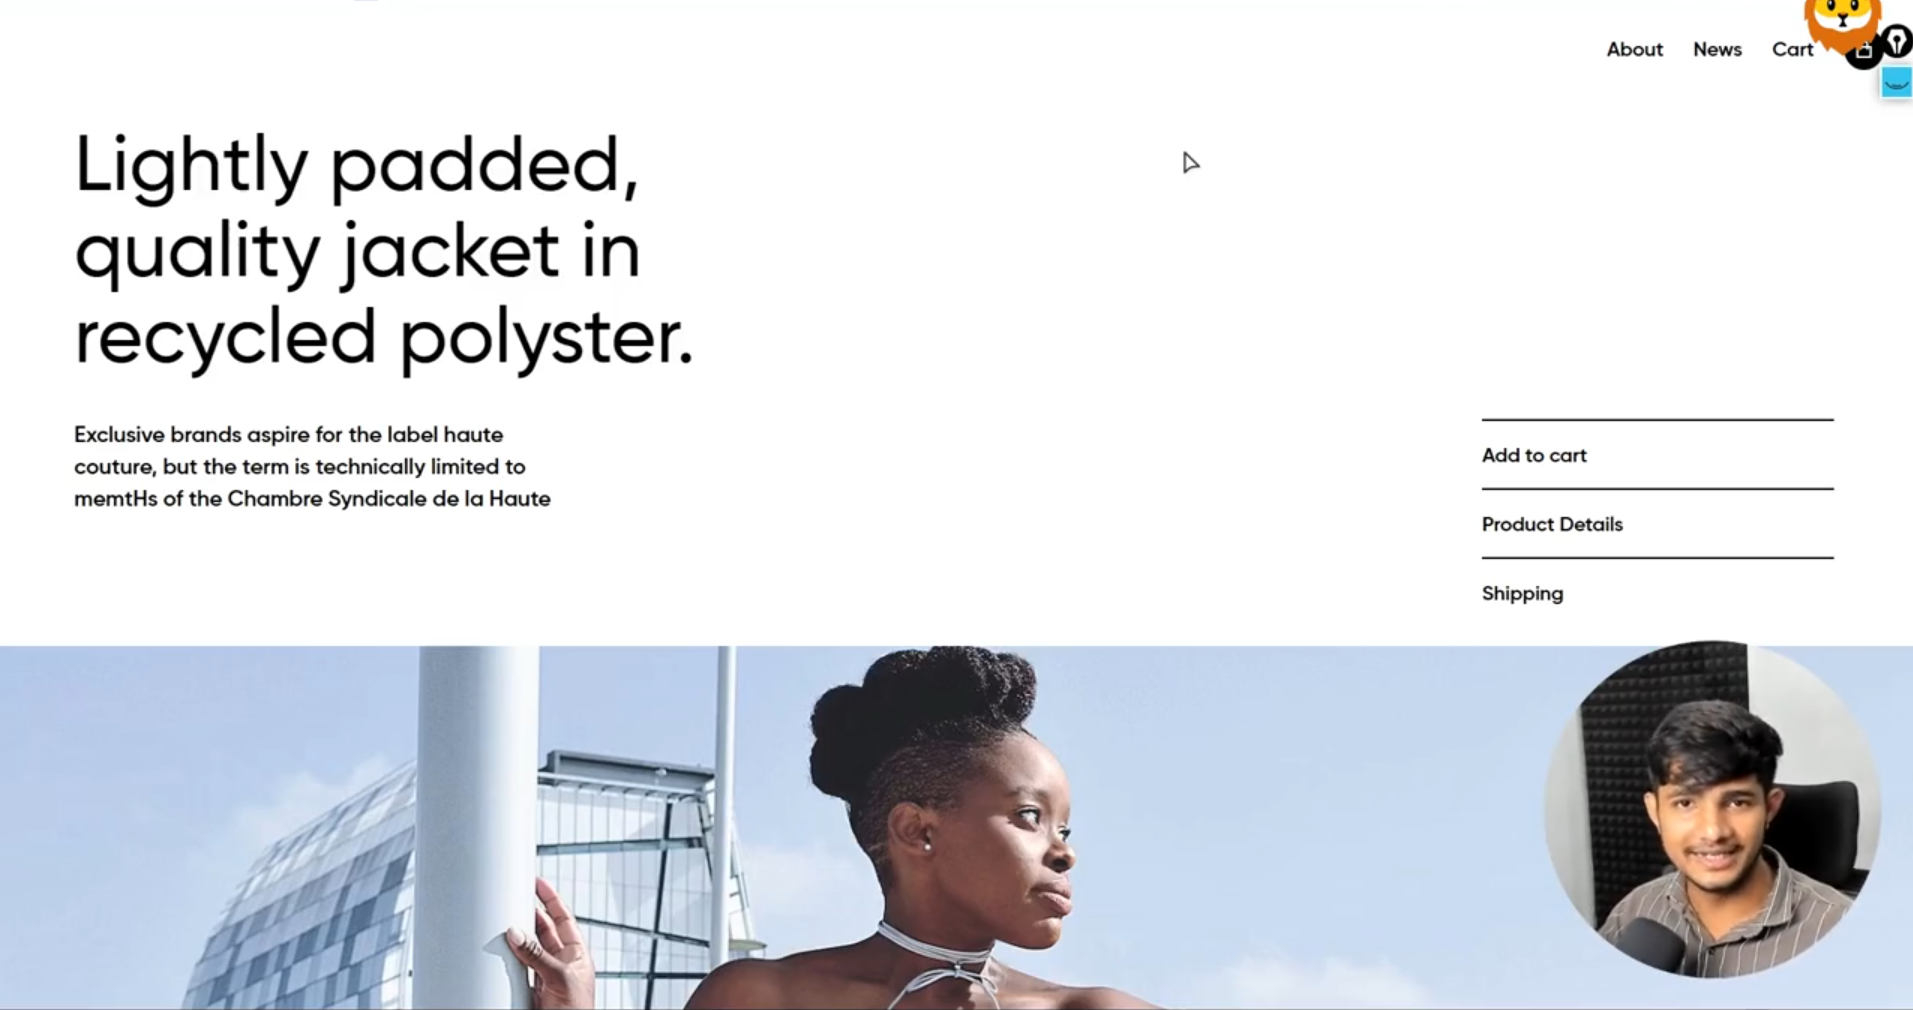 About News Cart
Lightly padded,
quality jacket in
recycled polyster.
Exclusive brands aspire for the label haute
couture, but the term is technically limited to
memtHs of the Chambre Syndicale de la Haute
Add to cart
Product Details
Shipping